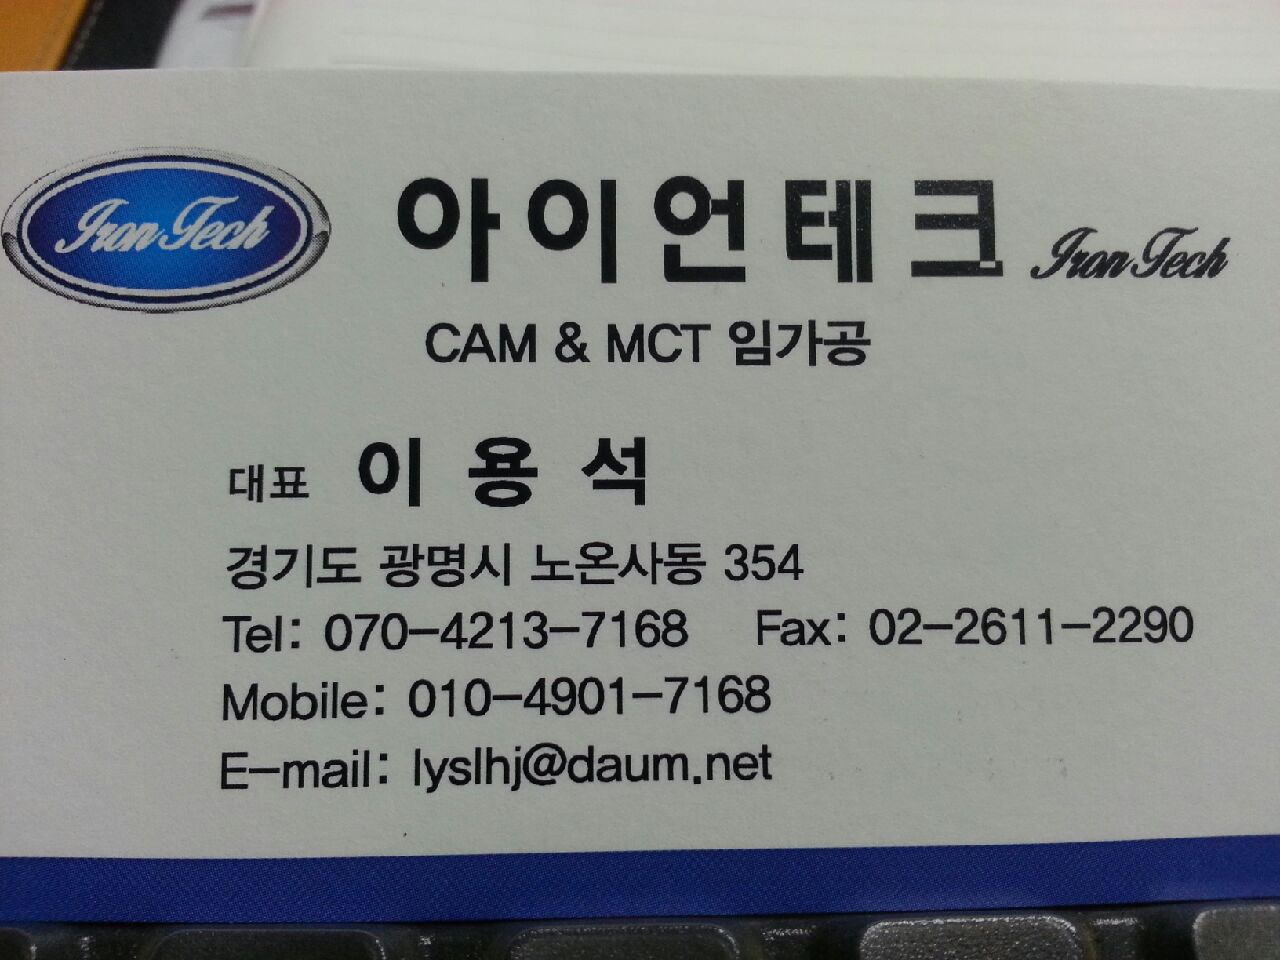 Iron Tech 아이언테크 Iron Tech
CAM & MCT 임가공
대표 이용석
경기도 광명시 노온사동 354
Tel: 070-4213-7168 Fax: 02-2611-2290
Mobile: 010-4901-7168
E-mail: lyslhj@daum.net